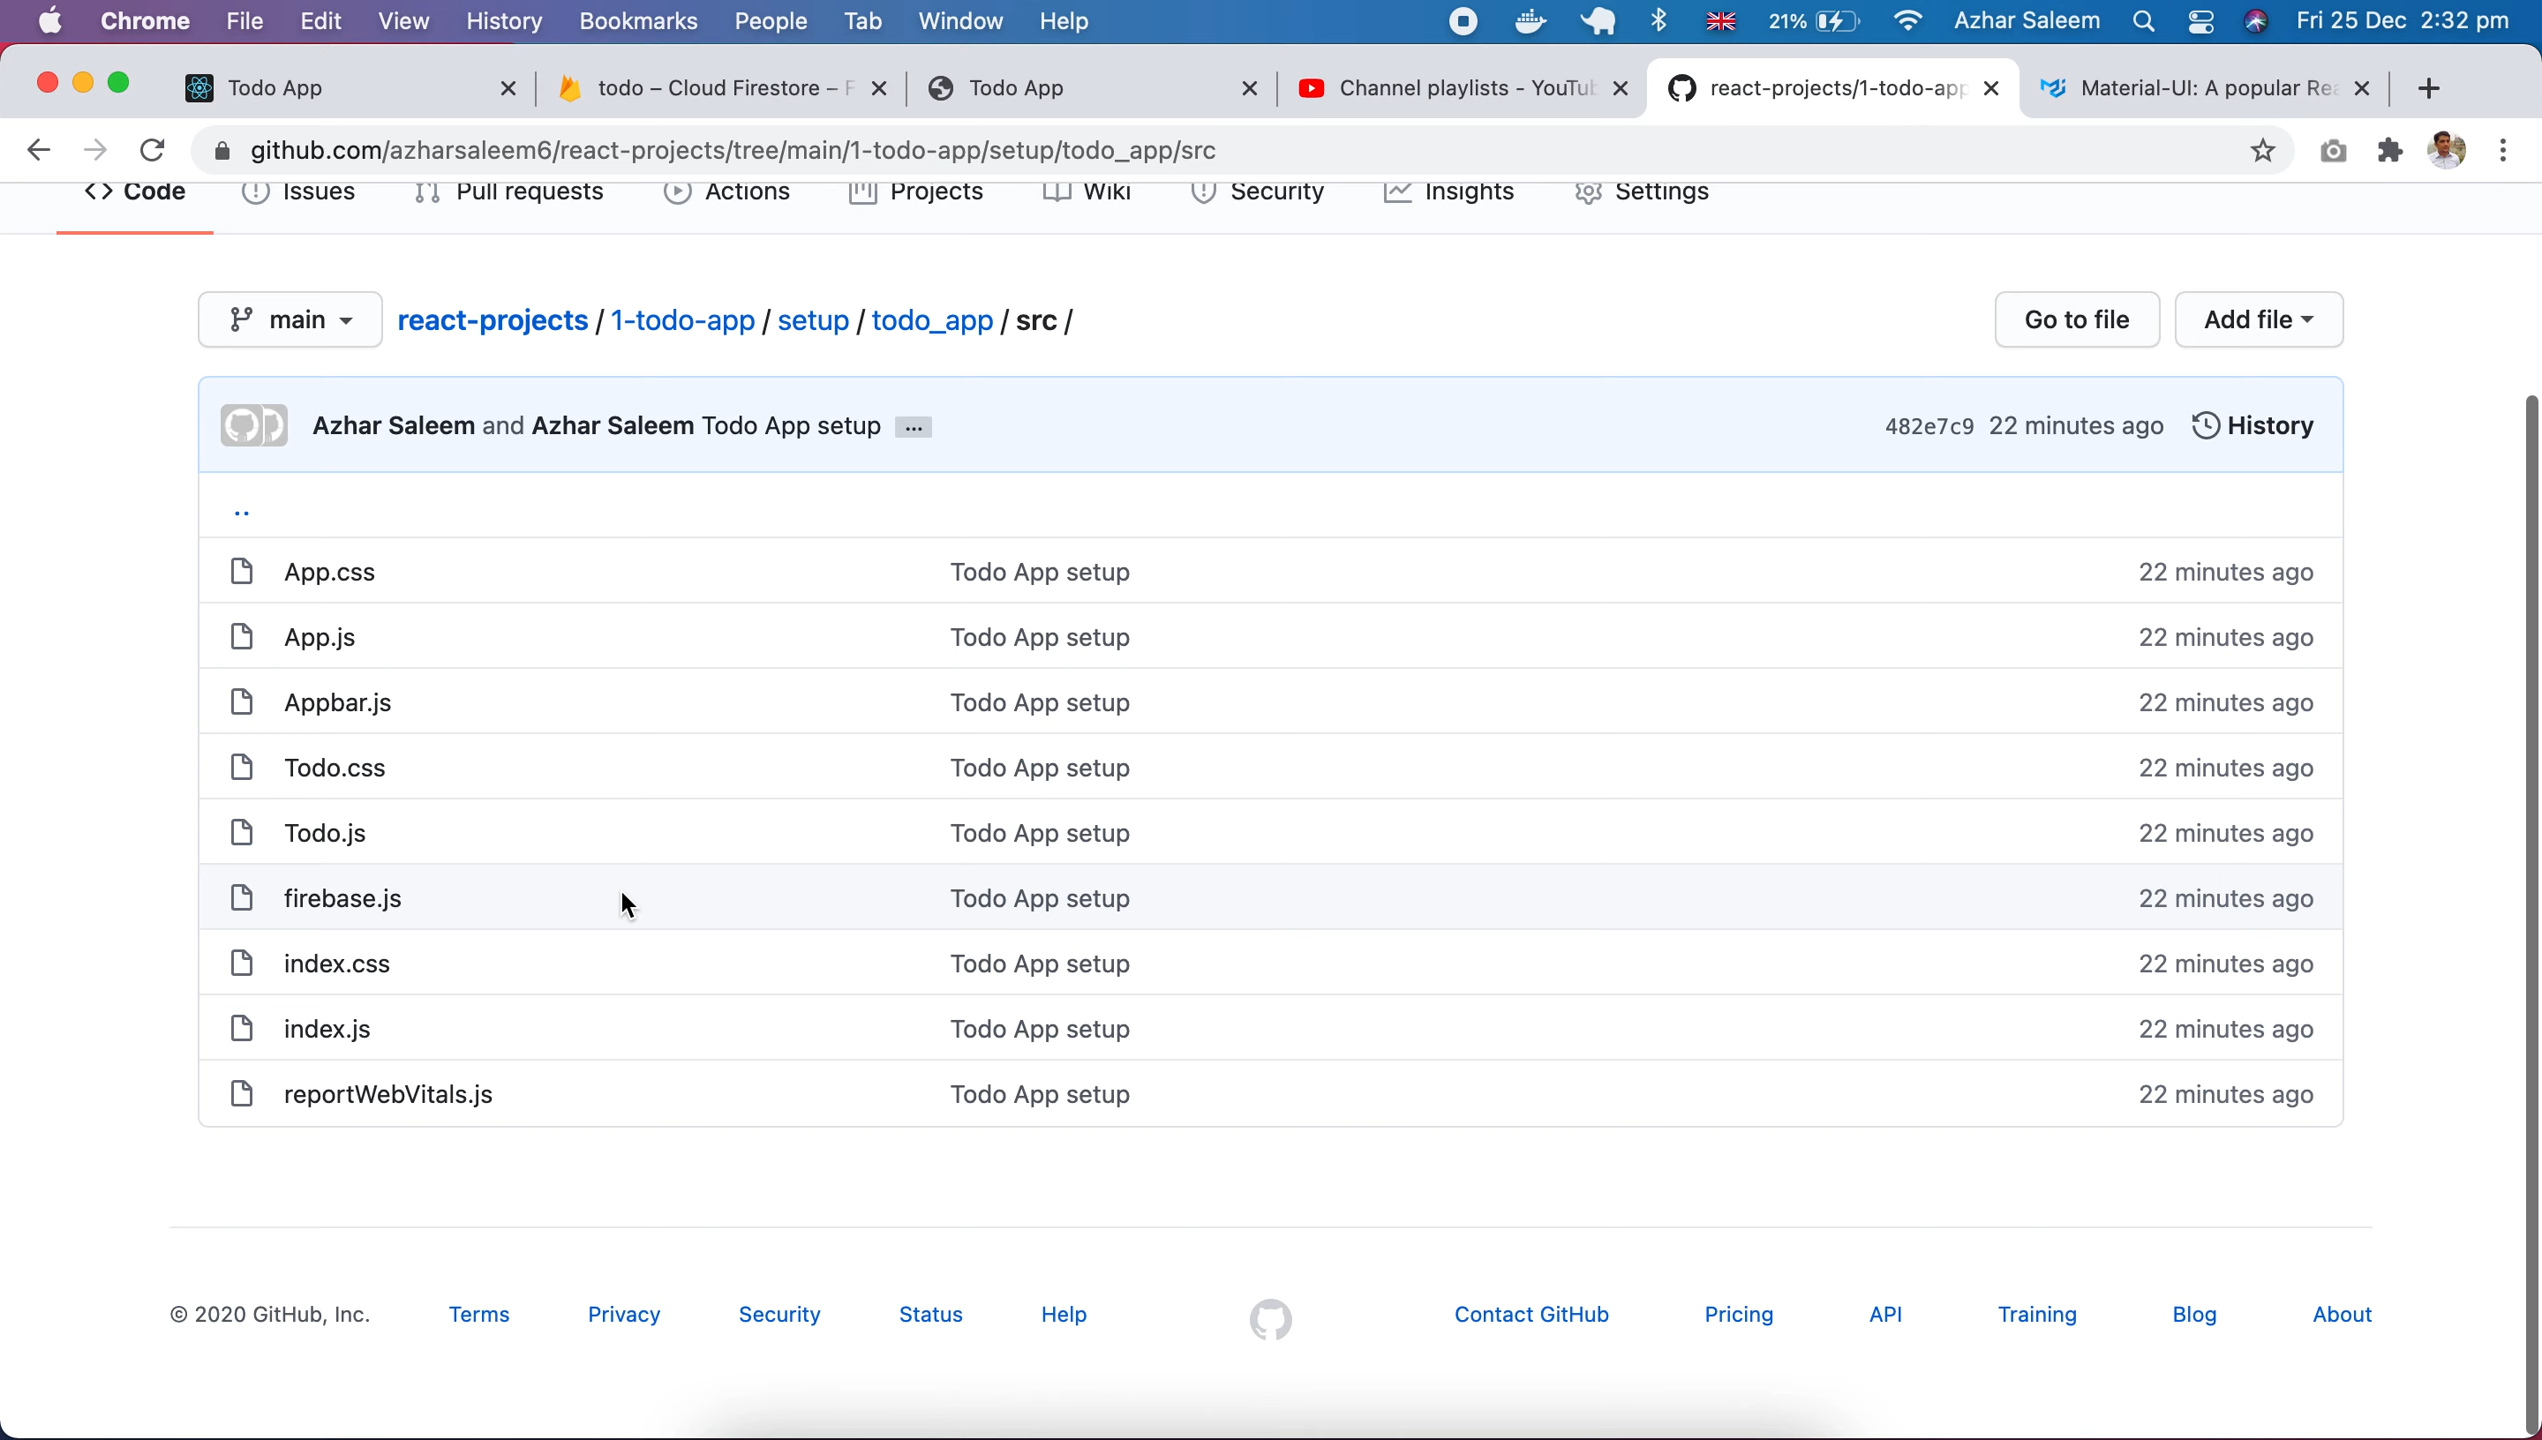 Chrome File Edit View History Bookmarks People Tab Window Help 21% Azhar Saleem Fri 25 Dec 2:32 pm
Todo App todo – Cloud Firestore – F Todo App Channel playlists - YouTub react-projects/1-todo-app Material-UI: A popular Rea
github.com/azharsaleem6/react-projects/tree/main/1-todo-app/setup/todo_app/src
<> Code Issues Pull requests Actions Projects Wiki Security Insights Settings
main react-projects / 1-todo-app / setup / todo_app / src / Go to file Add file
Azhar Saleem and Azhar Saleem Todo App setup ... 482e7c9 22 minutes ago History
..
App.css Todo App setup 22 minutes ago
App.js Todo App setup 22 minutes ago
Appbar.js Todo App setup 22 minutes ago
Todo.css Todo App setup 22 minutes ago
Todo.js Todo App setup 22 minutes ago
firebase.js Todo App setup 22 minutes ago
index.css Todo App setup 22 minutes ago
index.js Todo App setup 22 minutes ago
reportWebVitals.js Todo App setup 22 minutes ago
© 2020 GitHub, Inc. Terms Privacy Security Status Help Contact GitHub Pricing API Training Blog About